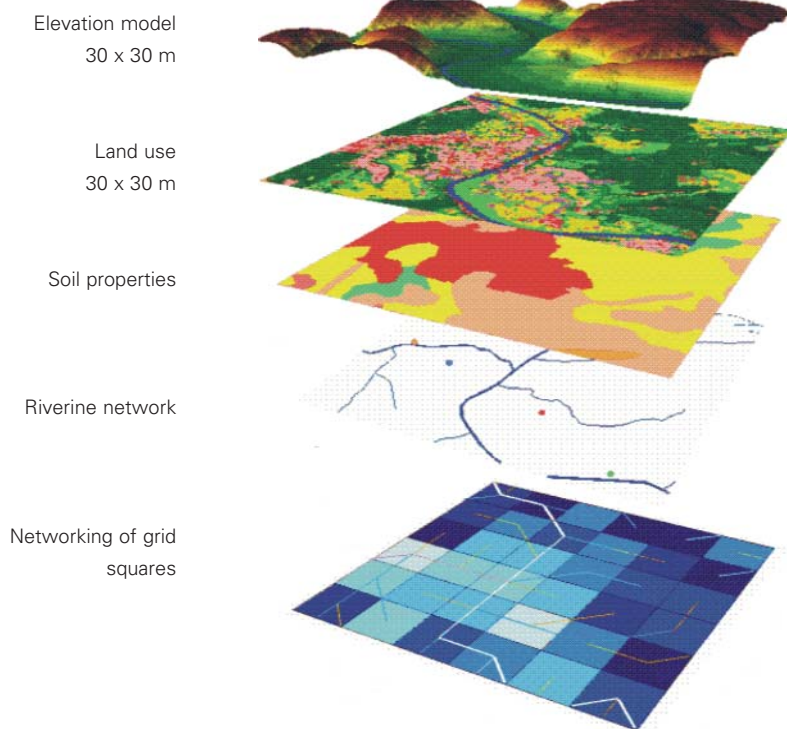 Elevation model
30 x 30 m
Land use
30 x 30 m
Soil properties
Riverine network
Networking of grid
squares